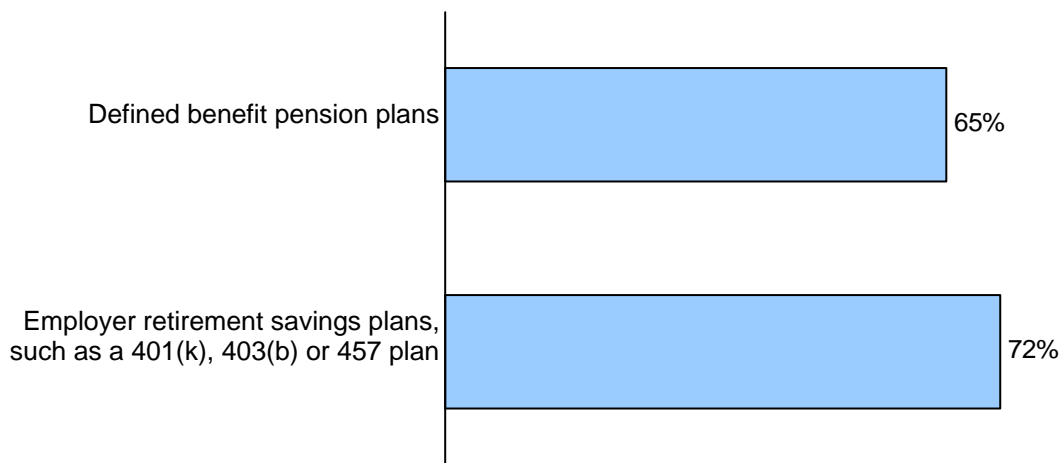 Defined benefit pension plans
65%
Employer retirement savings plans,
such as a 401(k), 403(b) or 457 plan
72%